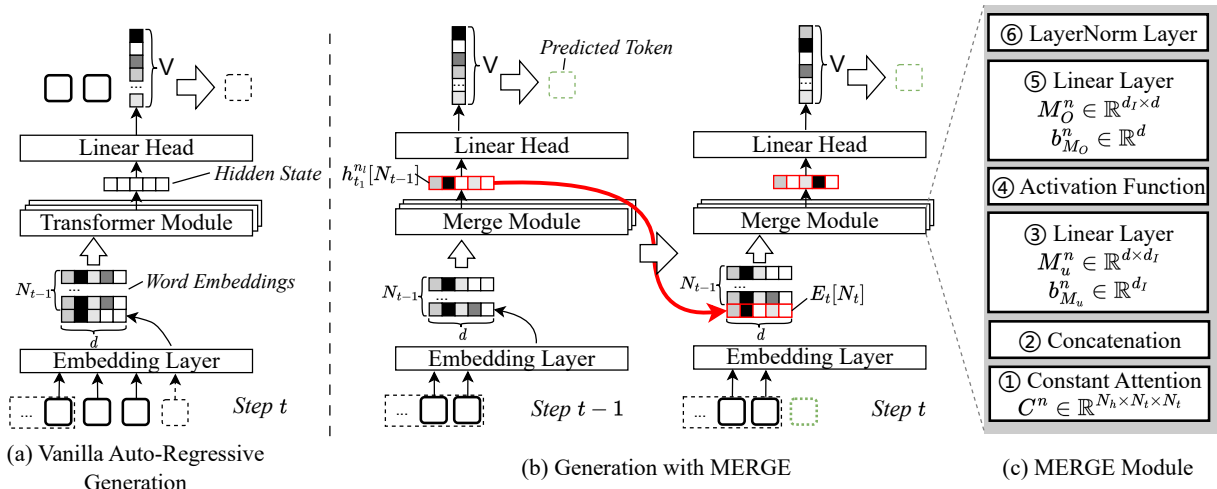 V
...
Linear Head
Hidden State
Transformer Module
N_{t-1}
...
Word Embeddings
d
Embedding Layer
...
Step t
(a) Vanilla Auto-Regressive
Generation
V
...
Predicted Token
Linear Head
h_{t_1}^{n_l}[N_{t-1}]
Merge Module
N_{t-1}
...
d
Embedding Layer
...
Step t − 1
V
...
Linear Head
Merge Module
N_{t-1}
...
E_t[N_t]
d
Embedding Layer
...
Step t
(b) Generation with MERGE
⑥ LayerNorm Layer
⑤ Linear Layer
M_O^n ∈ ℝ^{d_I×d}
b_{M_O}^n ∈ ℝ^d
④ Activation Function
③ Linear Layer
M_u^n ∈ ℝ^{d×d_I}
b_{M_u}^n ∈ ℝ^{d_I}
② Concatenation
① Constant Attention
C^n ∈ ℝ^{N_h×N_t×N_t}
(c) MERGE Module